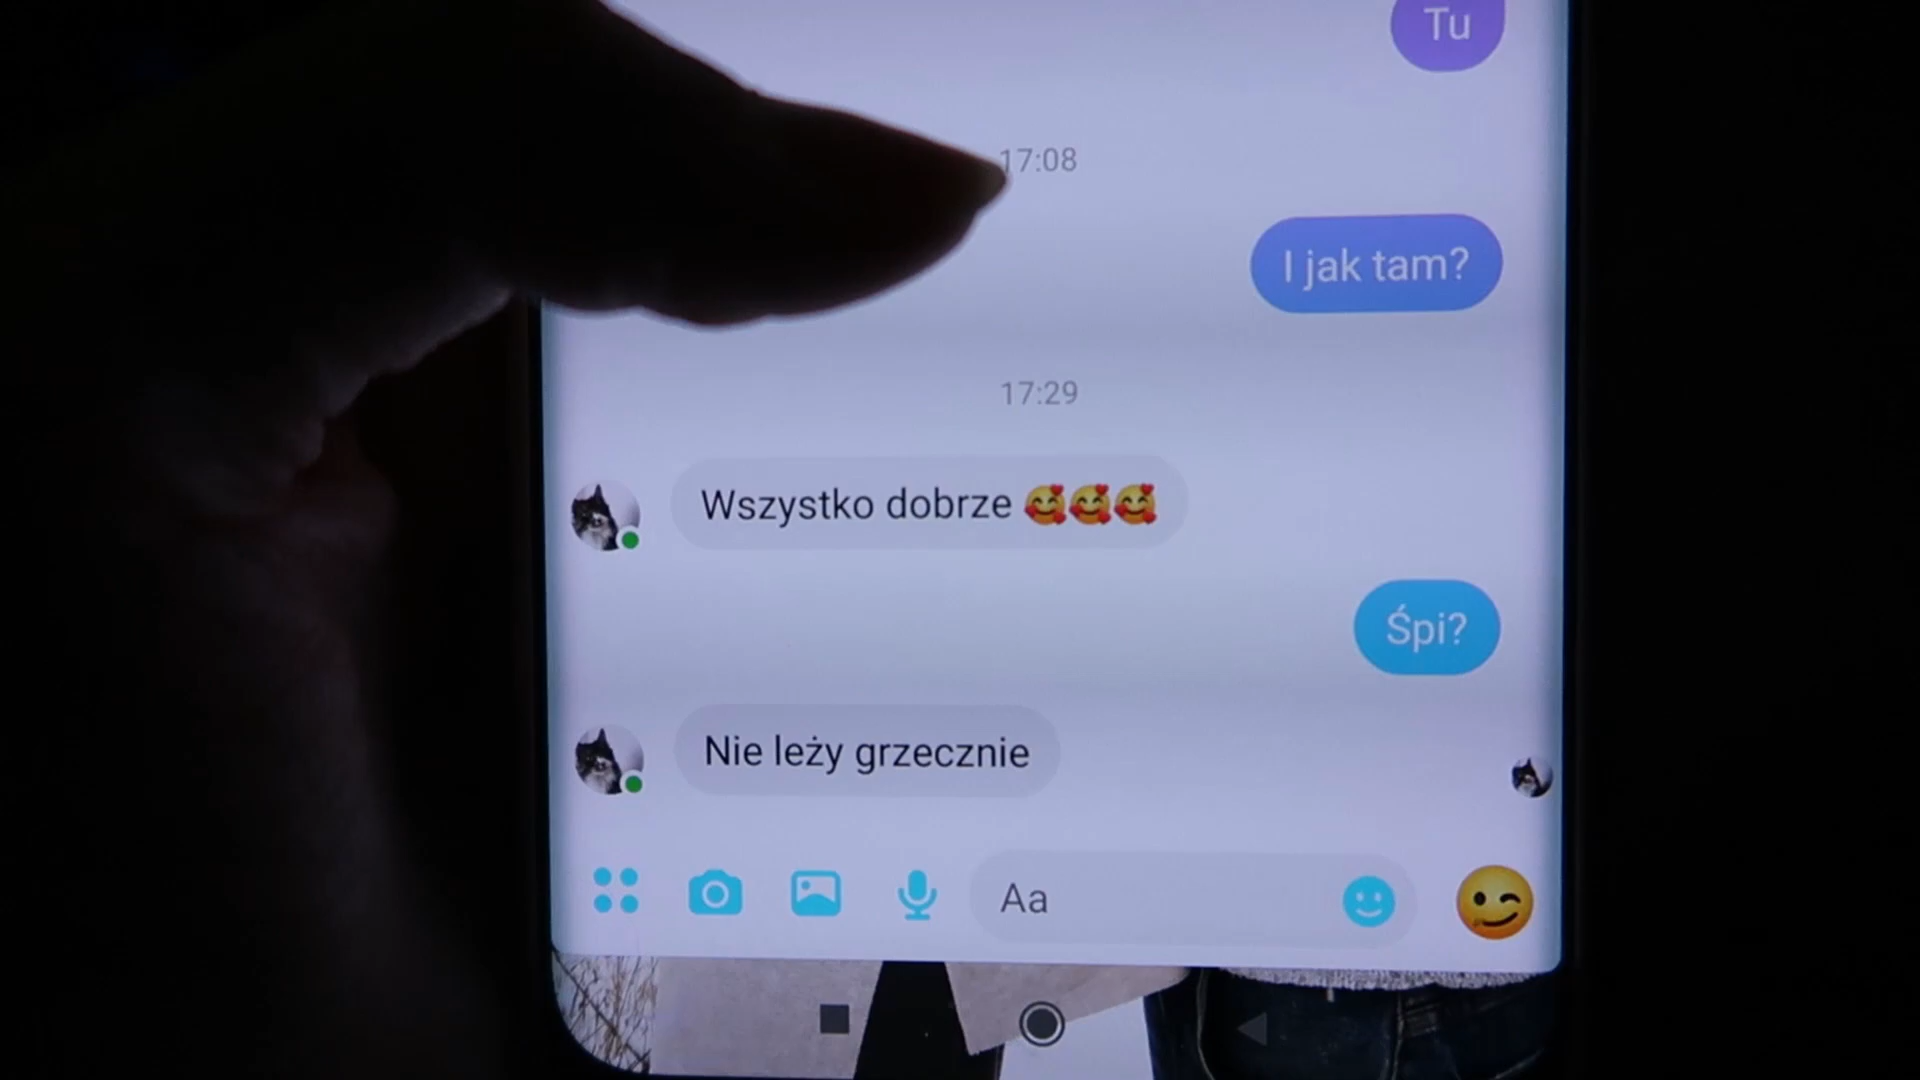 Tu
17:08
I jak tam?
17:29
Wszystko dobrze 🥰🥰🥰
Śpi?
Nie leży grzecznie
Aa